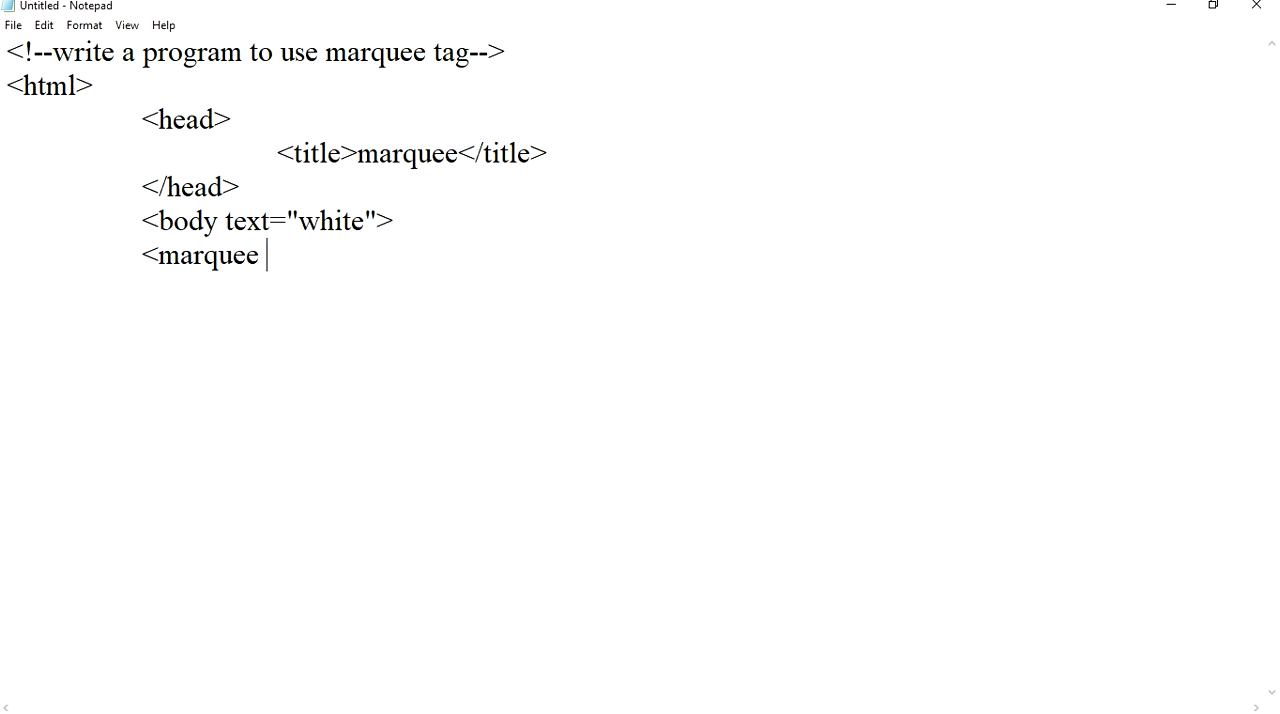 Untitled - Notepad
File Edit Format View Help
<!--write a program to use marquee tag-->
<html>
<head>
<title>marquee</title>
</head>
<body text="white">
<marquee